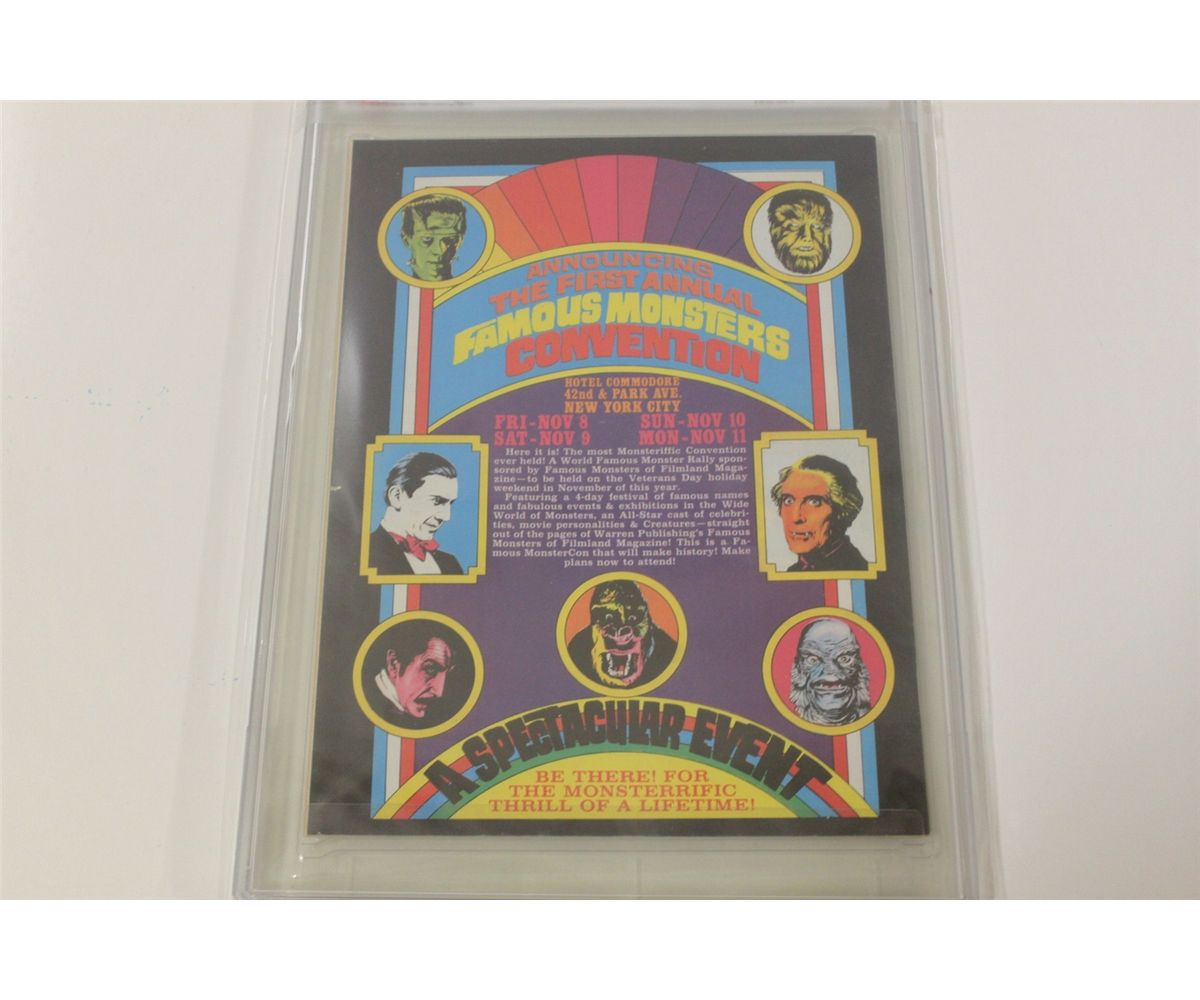 ANNOUNCING
THE FIRST ANNUAL
FAMOUS MONSTERS
CONVENTION
HOTEL COMMODORE
42nd & PARK AVE.
NEW YORK CITY
FRI-NOV 8 SUN-NOV 10
SAT-NOV 9 MON-NOV 11
Here it is! The most Monsteriffic Convention
ever held! A World Famous Monster Rally spon-
sored by Famous Monsters of Filmland Maga-
zine—to be held on the Veterans Day holiday
weekend in November of this year.
Featuring a 4-day festival of famous names
and fabulous events & exhibitions in the Wide
World of Monsters, an All-Star cast of celebri-
ties, movie personalities & Creatures—straight
out of the pages of Warren Publishing's Famous
Monsters of Filmland Magazine! This is a Fa-
mous MonsterCon that will make history! Make
plans now to attend!
A SPECTACULAR EVENT
BE THERE! FOR
THE MONSTERRIFIC
THRILL OF A LIFETIME!